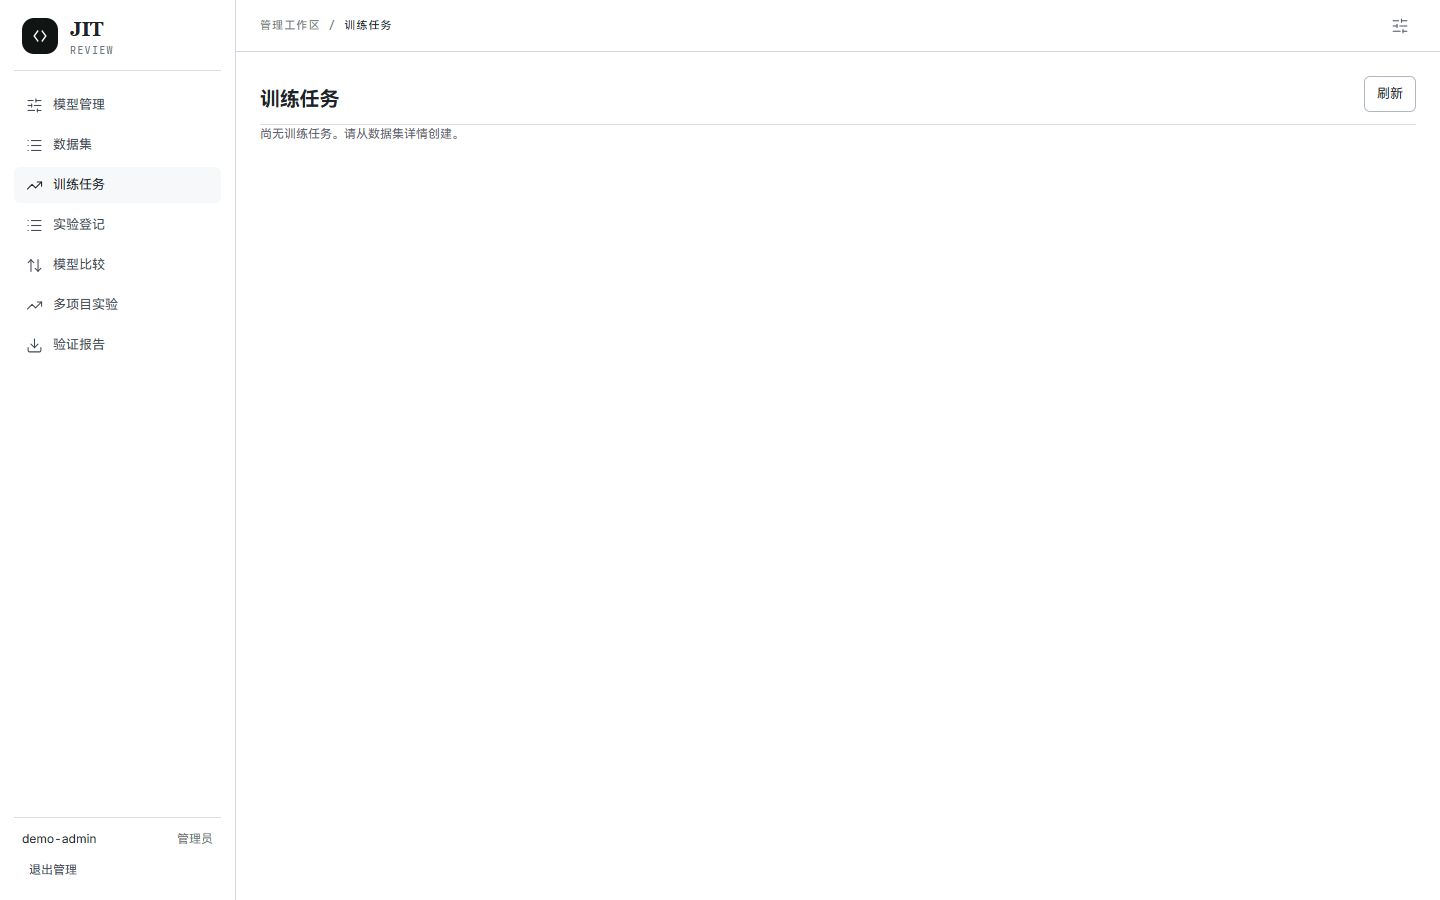 JIT
REVIEW
模型管理
数据集
训练任务
实验登记
模型比较
多项目实验
验证报告
demo-admin
管理员
退出管理
管理工作区 / 训练任务
训练任务
刷新
尚无训练任务。请从数据集详情创建。